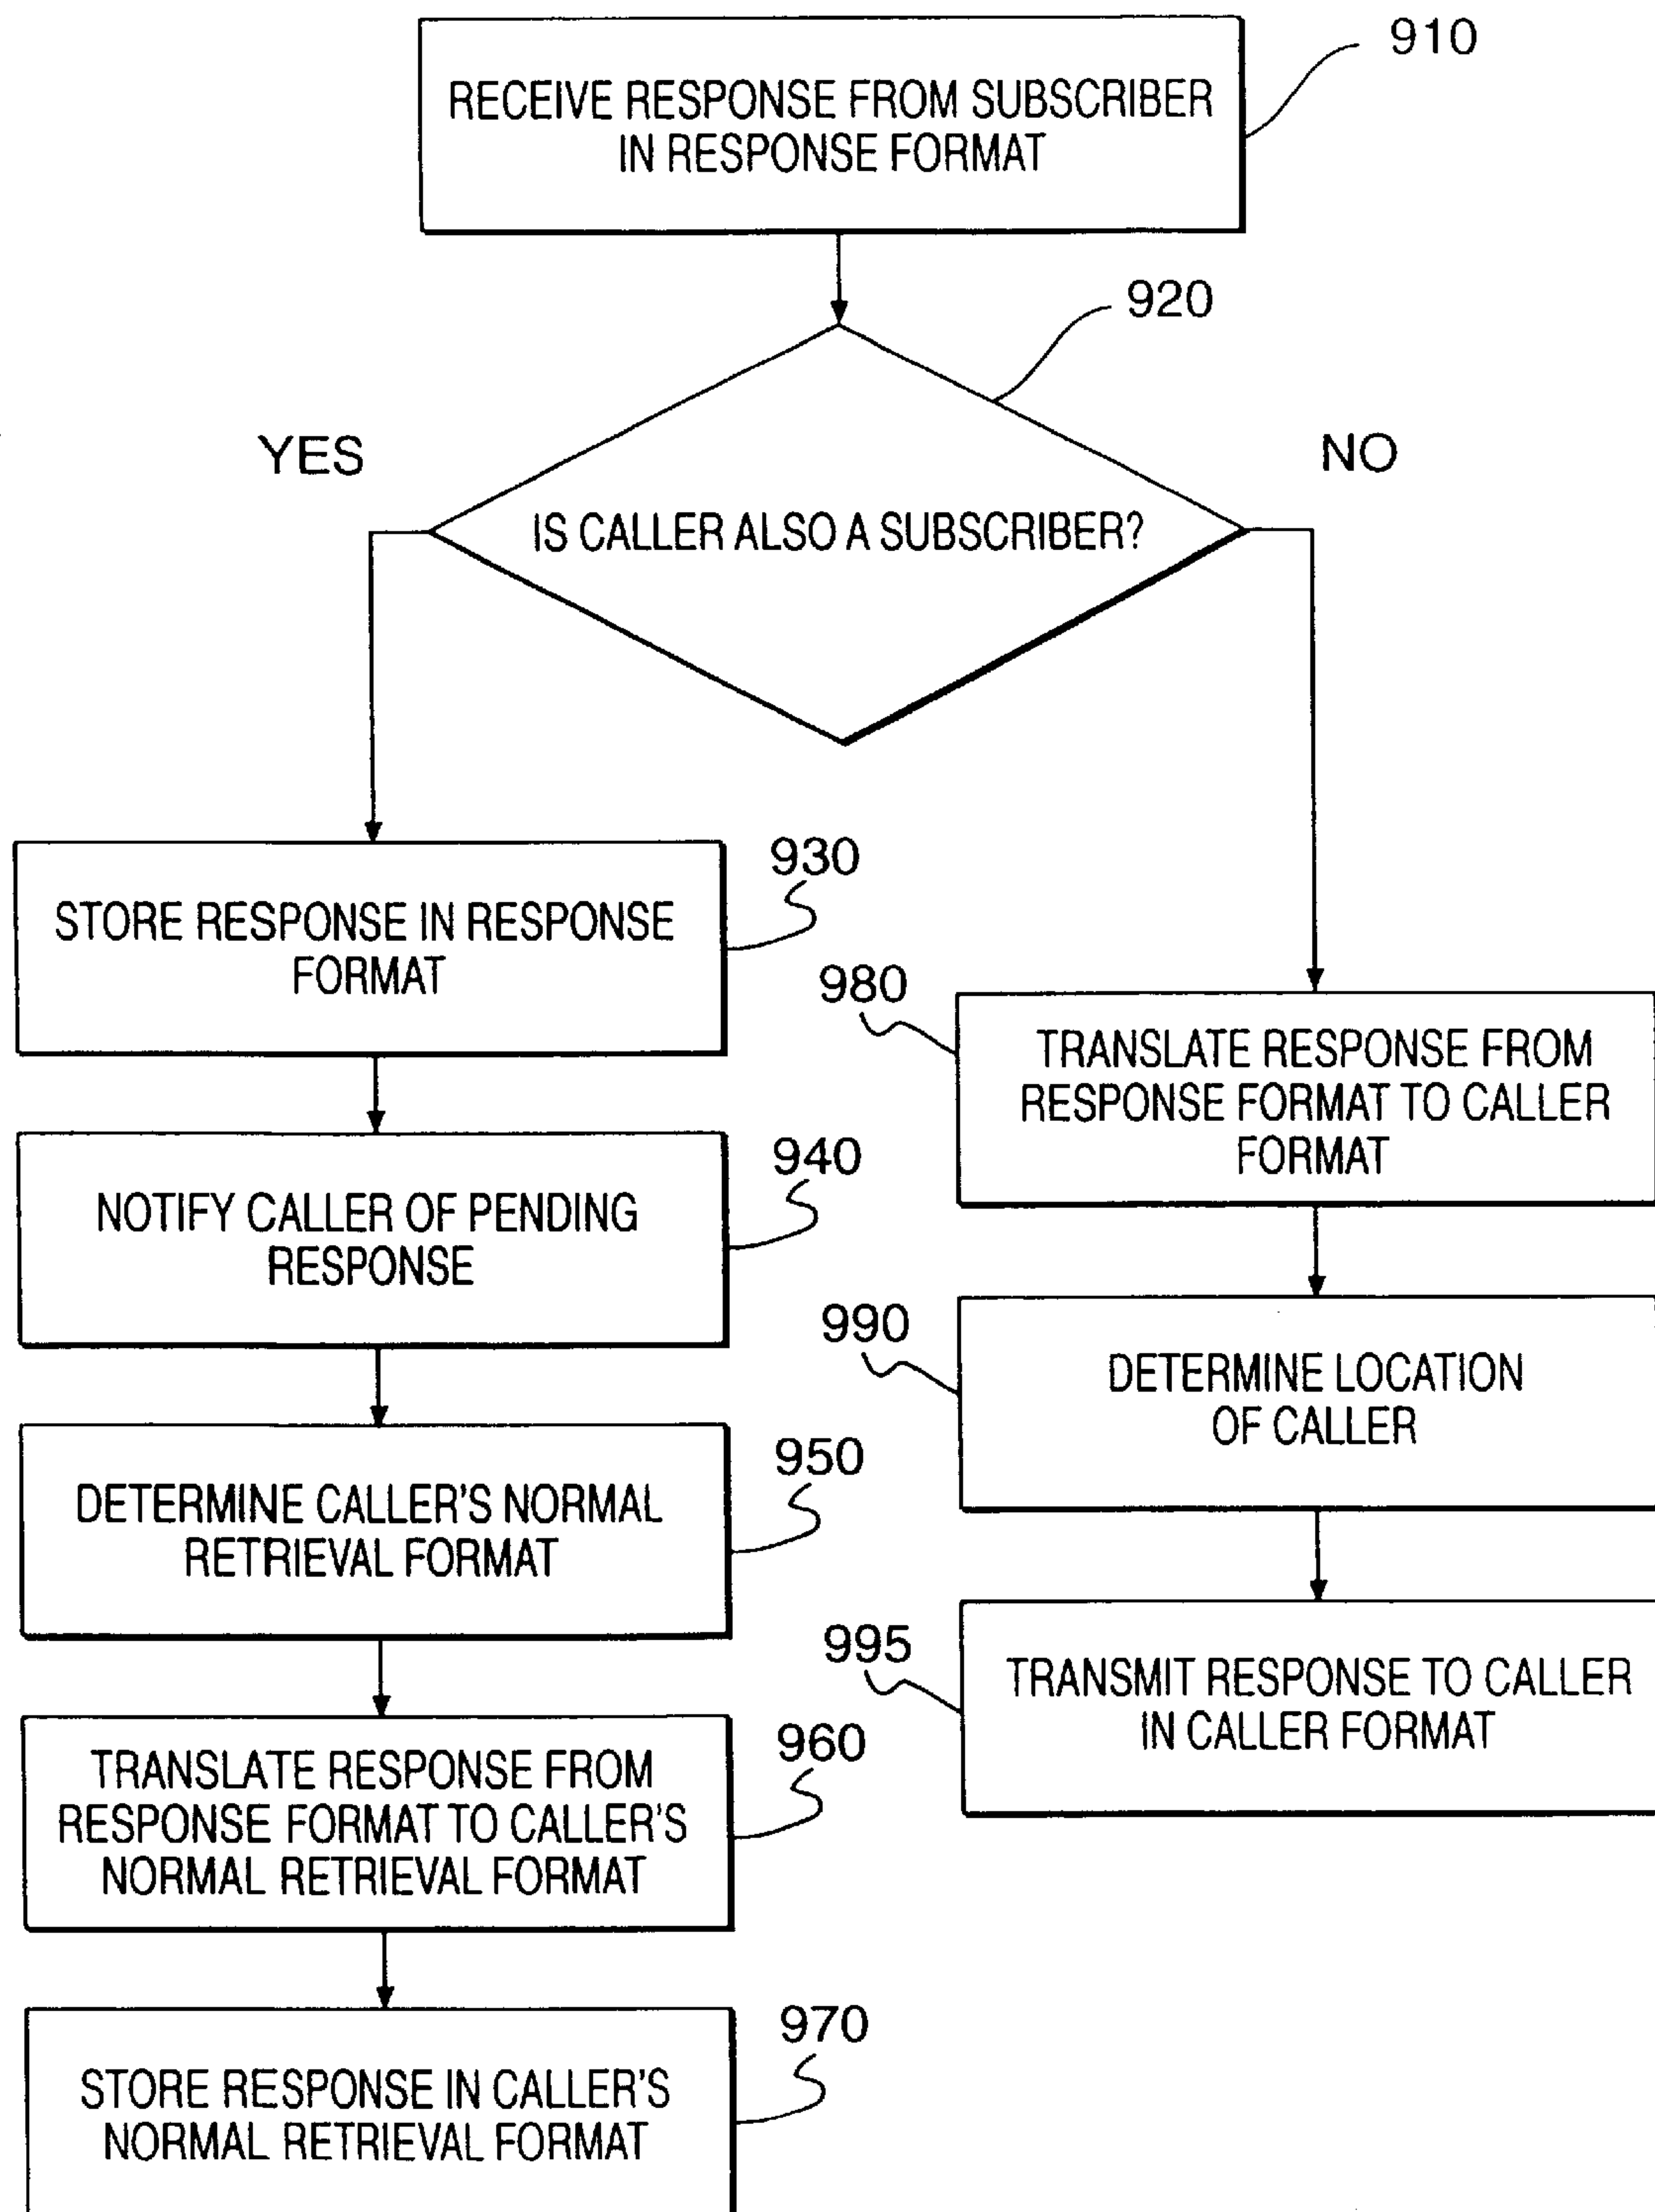 910
RECEIVE RESPONSE FROM SUBSCRIBER
IN RESPONSE FORMAT
920
YES
NO
IS CALLER ALSO A SUBSCRIBER?
930
STORE RESPONSE IN RESPONSE
FORMAT
940
NOTIFY CALLER OF PENDING
RESPONSE
950
DETERMINE CALLER'S NORMAL
RETRIEVAL FORMAT
960
TRANSLATE RESPONSE FROM
RESPONSE FORMAT TO CALLER'S
NORMAL RETRIEVAL FORMAT
970
STORE RESPONSE IN CALLER'S
NORMAL RETRIEVAL FORMAT
980
TRANSLATE RESPONSE FROM
RESPONSE FORMAT TO CALLER
FORMAT
990
DETERMINE LOCATION
OF CALLER
995
TRANSMIT RESPONSE TO CALLER
IN CALLER FORMAT